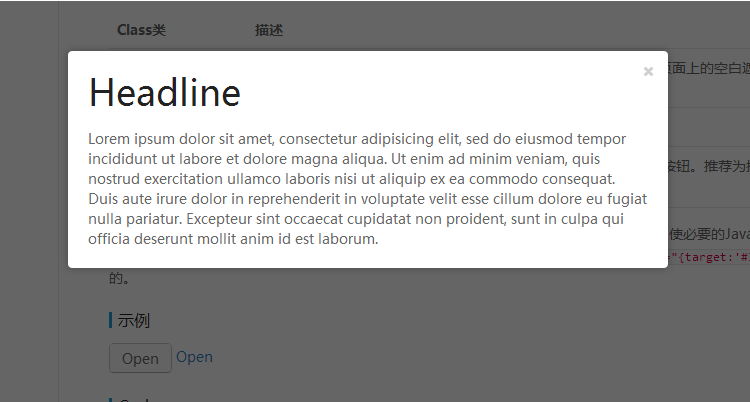 Class类 描述
页面上的空白遮
×
Headline
Lorem ipsum dolor sit amet, consectetur adipisicing elit, sed do eiusmod tempor
incididunt ut labore et dolore magna aliqua. Ut enim ad minim veniam, quis
nostrud exercitation ullamco laboris nisi ut aliquip ex ea commodo consequat.
Duis aute irure dolor in reprehenderit in voluptate velit esse cillum dolore eu fugiat
nulla pariatur. Excepteur sint occaecat cupidatat non proident, sunt in culpa qui
officia deserunt mollit anim id est laborum.
按钮。推荐为按
使必要的Java
="{target:'#
的。
示例
Open Open